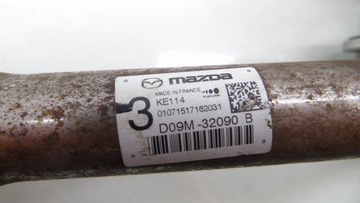 mazda
MADE IN FRANCE
3
KE114
01071517162031
D09M-32090 B